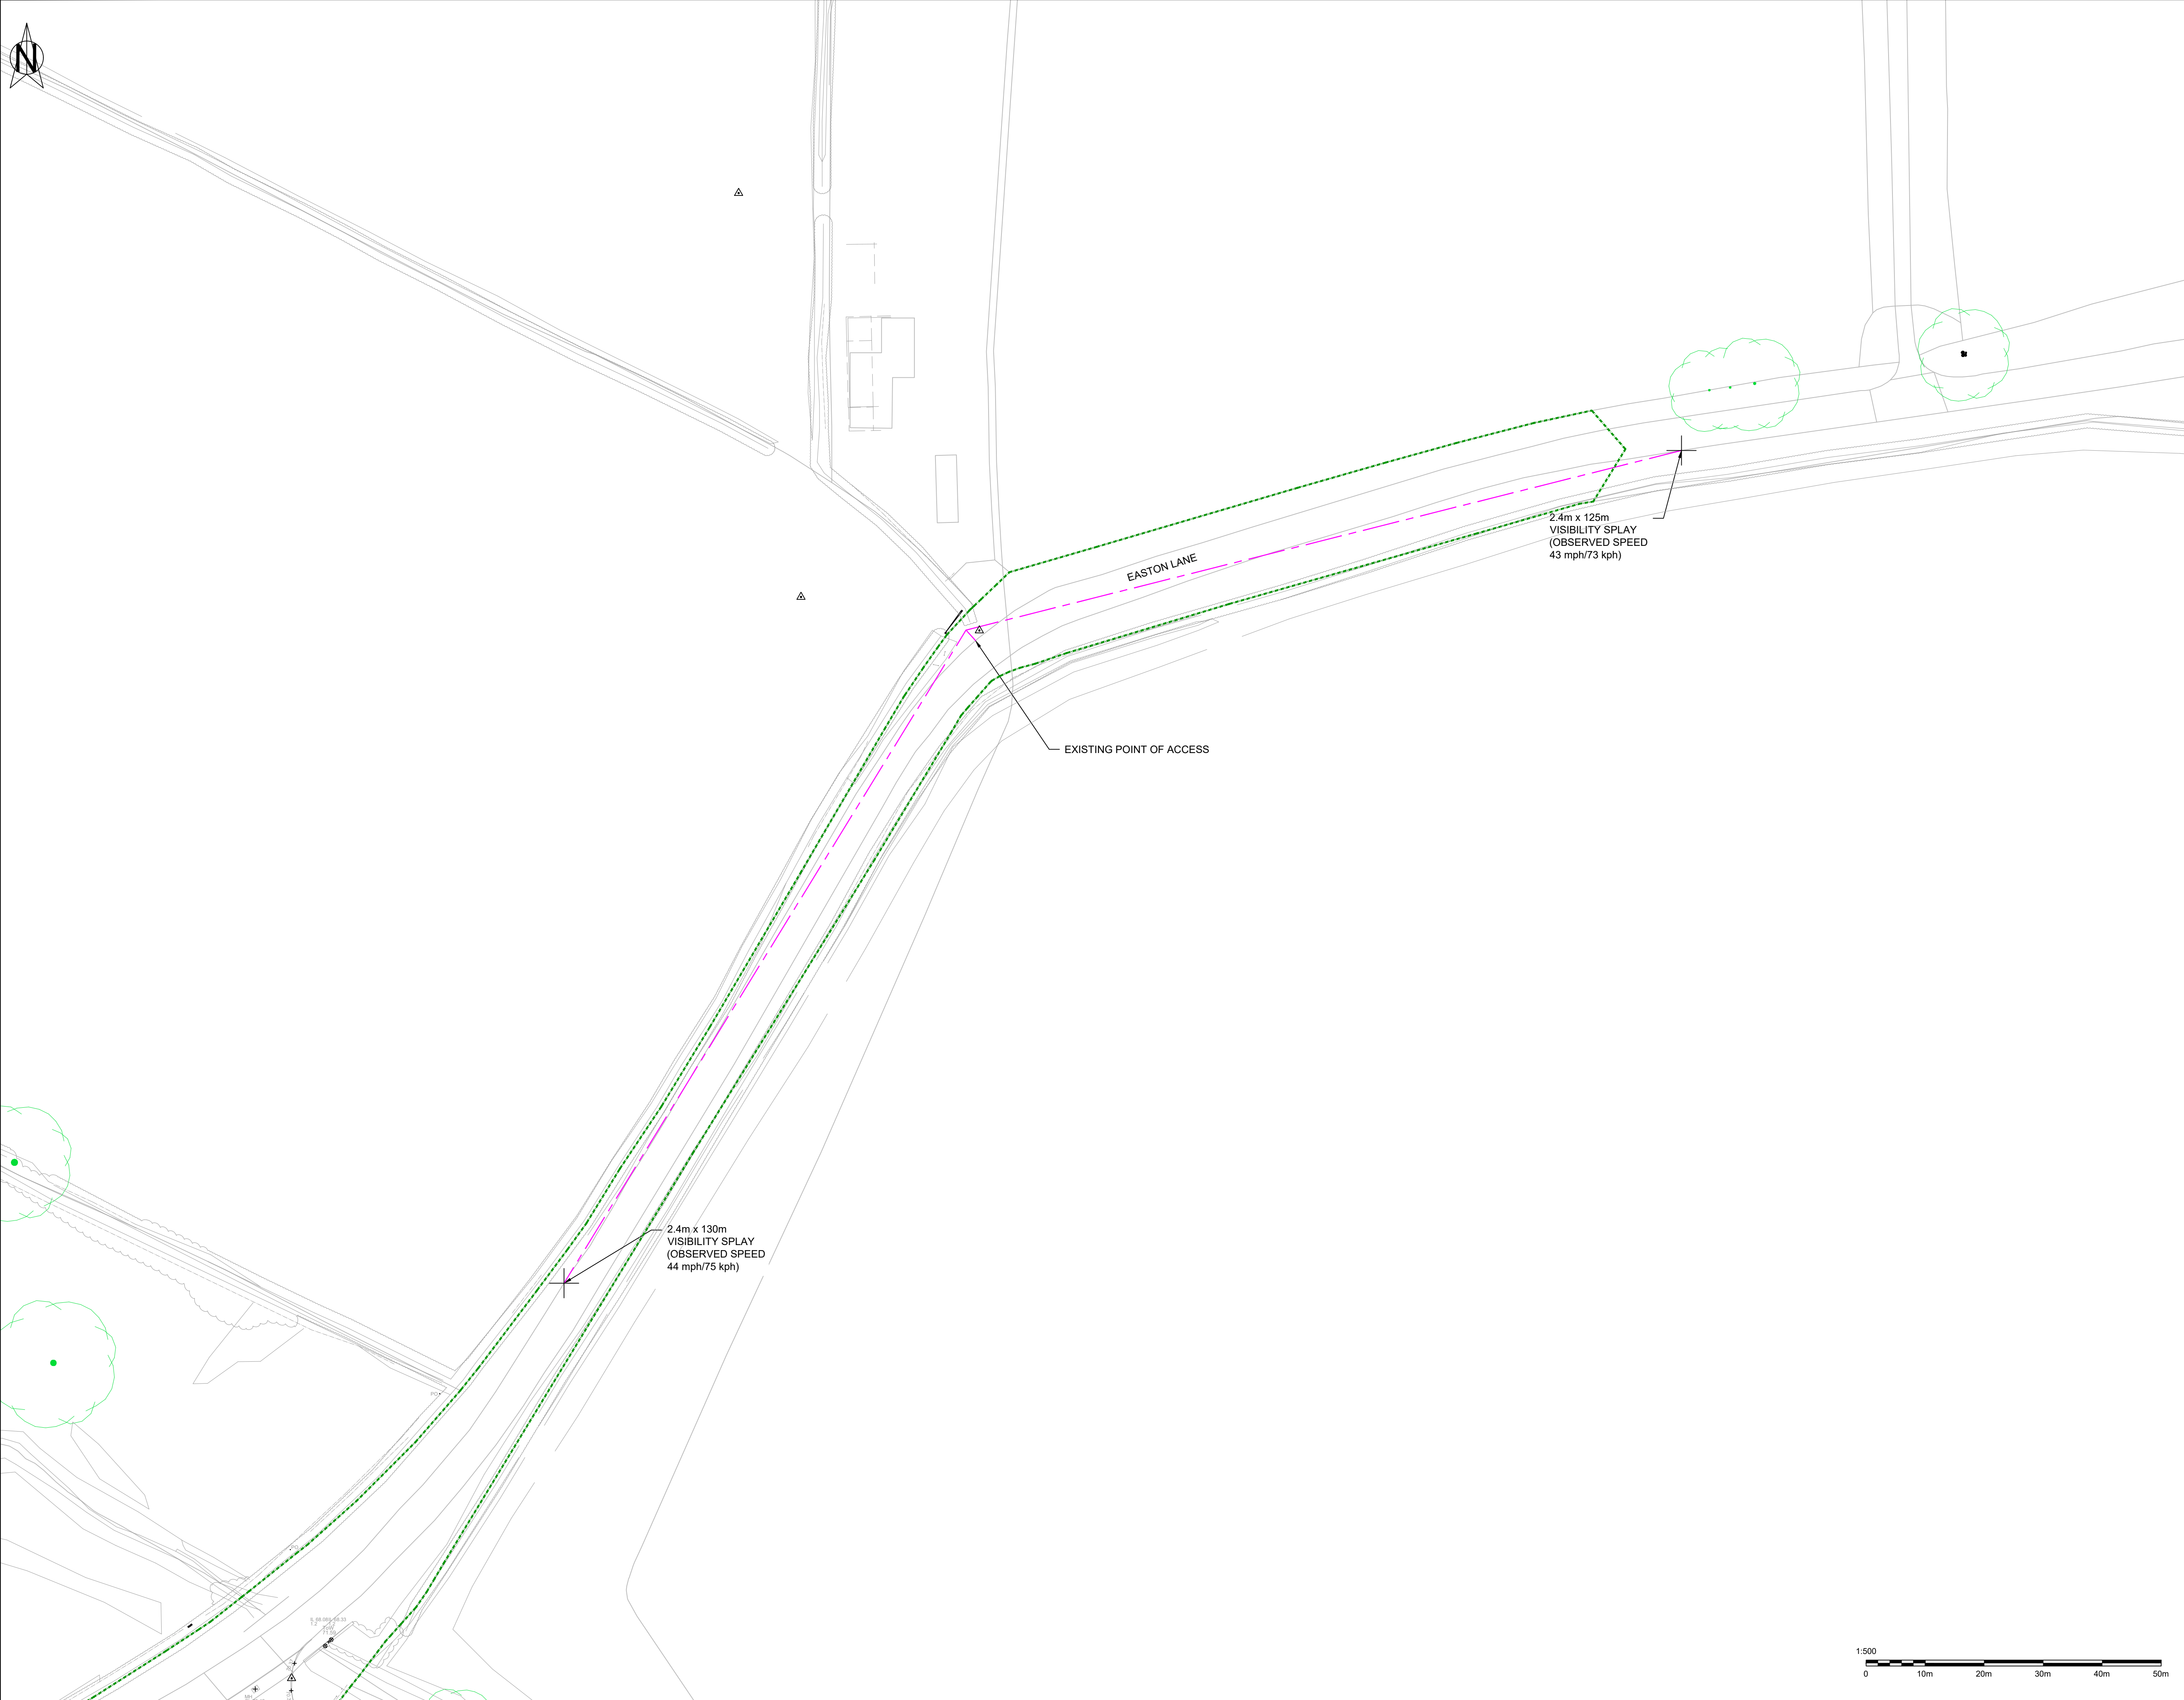 N
EASTON LANE
2.4m x 125m
VISIBILITY SPLAY
(OBSERVED SPEED
43 mph/73 kph)
EXISTING POINT OF ACCESS
2.4m x 130m
VISIBILITY SPLAY
(OBSERVED SPEED
44 mph/75 kph)
1:500
0 10m 20m 30m 40m 50m